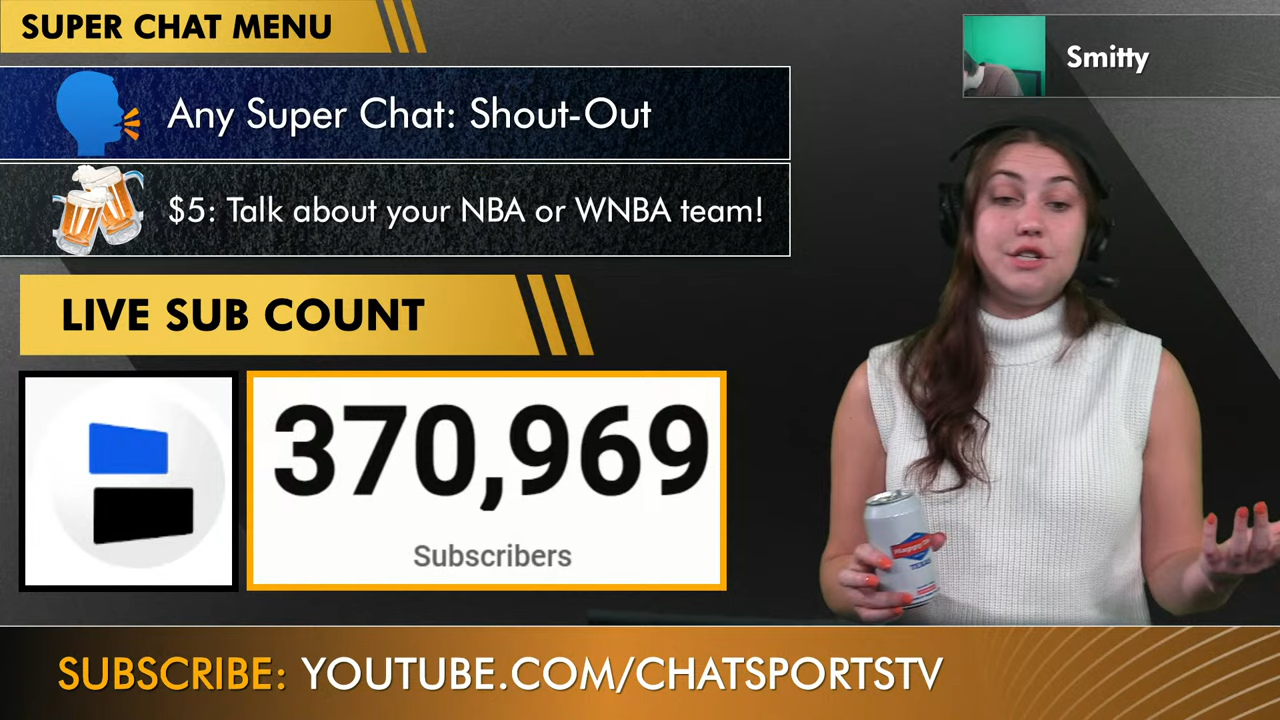 SUPER CHAT MENU
Smitty
Any Super Chat: Shout-Out
$5: Talk about your NBA or WNBA team!
LIVE SUB COUNT
370,969
Subscribers
SUBSCRIBE: YOUTUBE.COM/CHATSPORTSTV